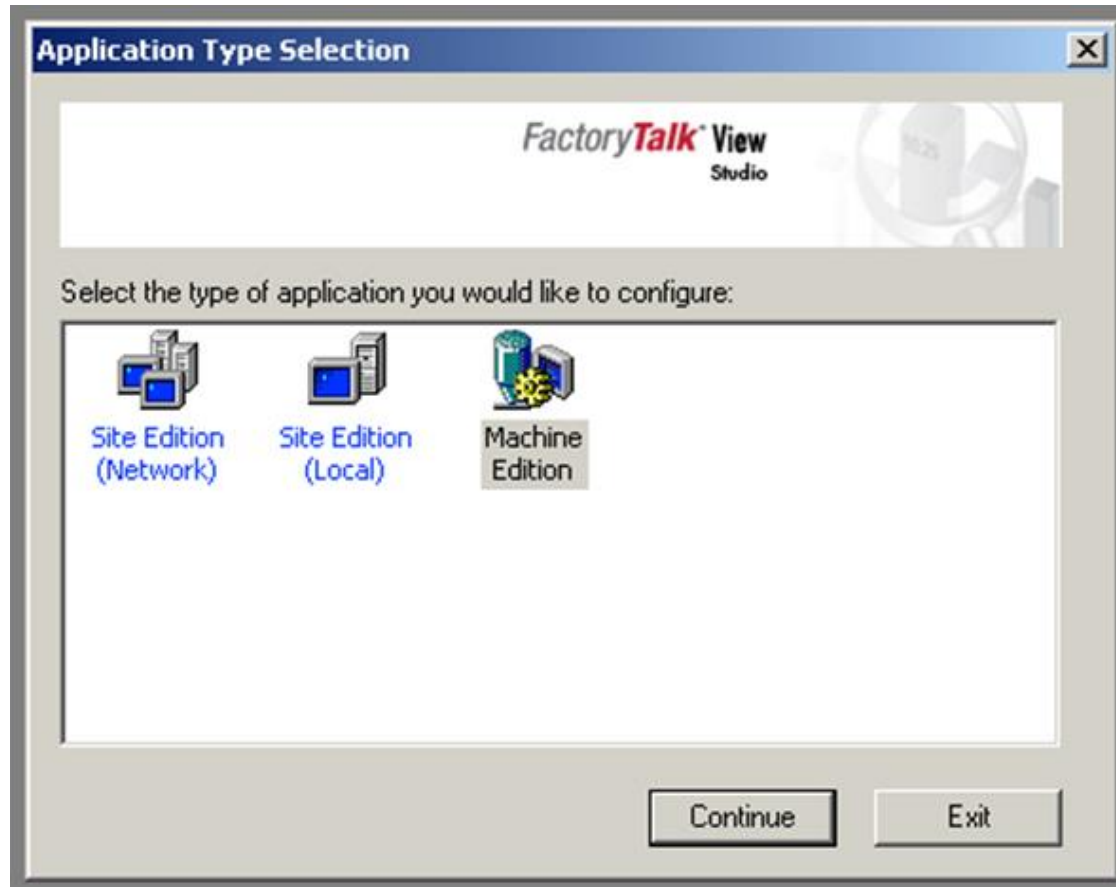 Application Type Selection
FactoryTalk View
Studio
Select the type of application you would like to configure:
Site Edition
(Network)
Site Edition
(Local)
Machine
Edition
Continue
Exit